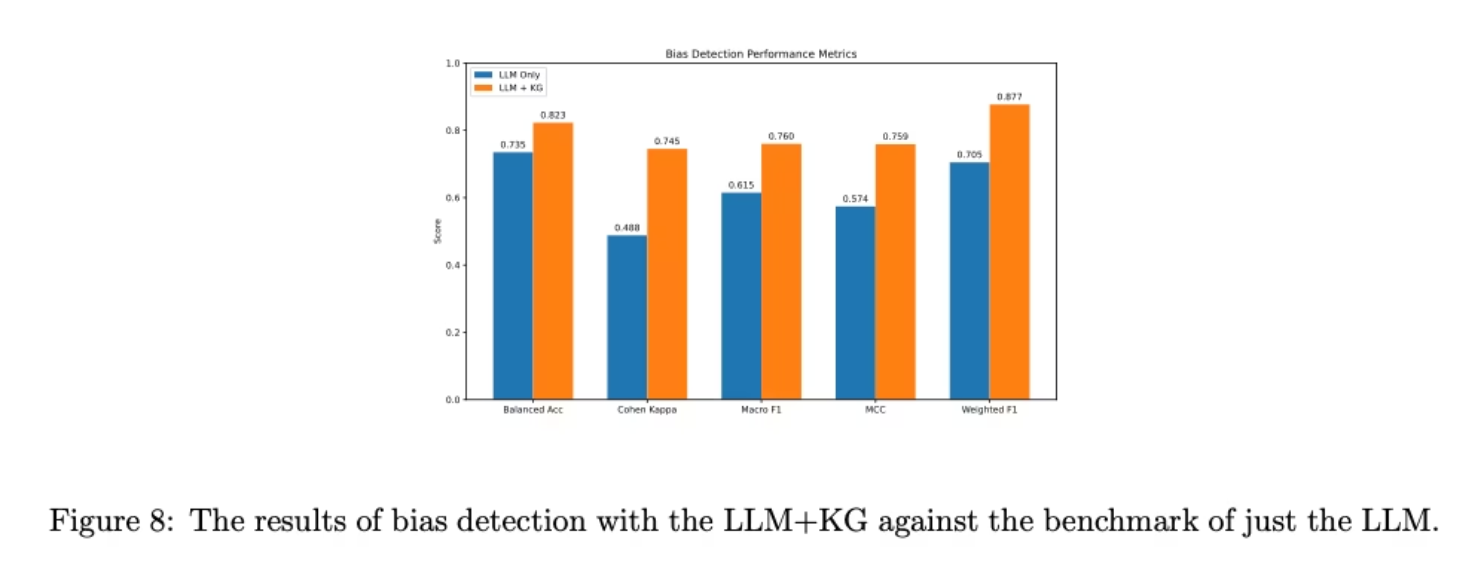 Bias Detection Performance Metrics
LLM Only
LLM + KG
Score
1.0
0.8
0.6
0.4
0.2
0.0
0.735
0.823
0.488
0.745
0.615
0.760
0.574
0.759
0.705
0.877
Balanced Acc
Cohen Kappa
Macro F1
MCC
Weighted F1
Figure 8: The results of bias detection with the LLM+KG against the benchmark of just the LLM.